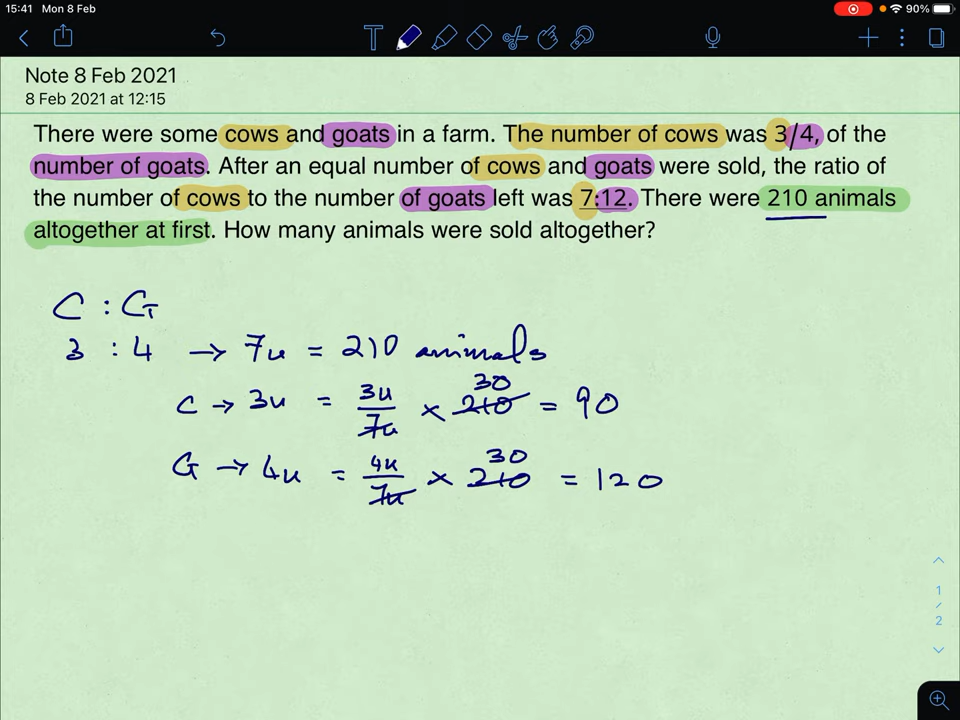 15:41 Mon 8 Feb 90%
T
Note 8 Feb 2021
8 Feb 2021 at 12:15
There were some cows and goats in a farm. The number of cows was 3/4, of the
number of goats. After an equal number of cows and goats were sold, the ratio of
the number of cows to the number of goats left was 7:12. There were 210 animals
altogether at first. How many animals were sold altogether?
C : G
3 : 4 → 7u = 210 animals
C → 3u = 3u/7u × 210 30 = 90
G → 4u = 4u/7u × 210 30 = 120
1
/
2